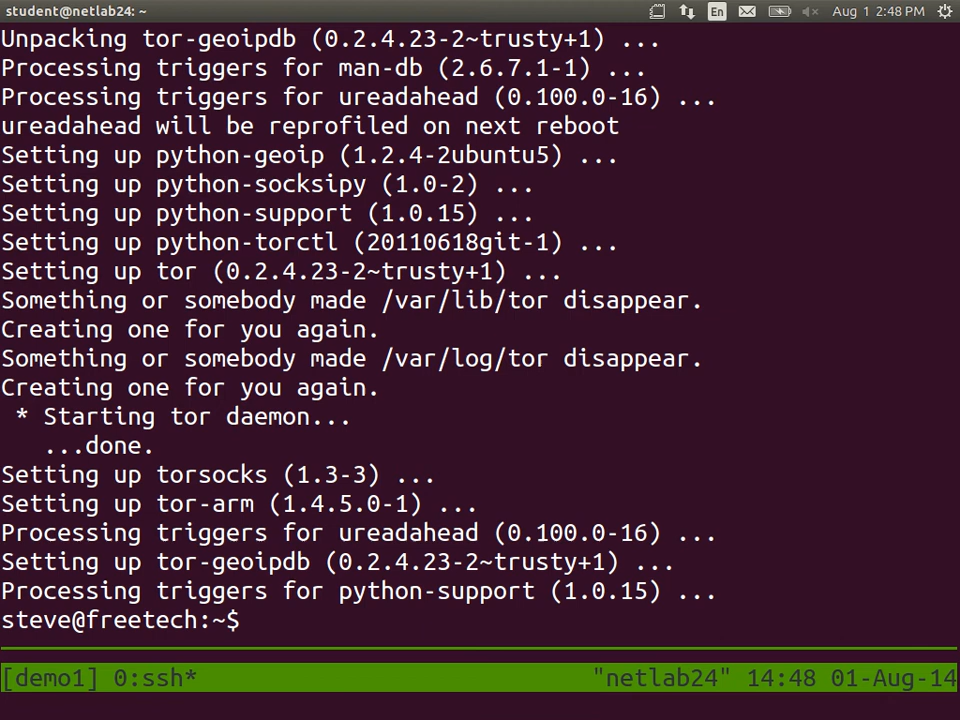 student@netlab24: ~
En
Aug 1 2:48 PM
Unpacking tor-geoipdb (0.2.4.23-2~trusty+1) ...
Processing triggers for man-db (2.6.7.1-1) ...
Processing triggers for ureadahead (0.100.0-16) ...
ureadahead will be reprofiled on next reboot
Setting up python-geoip (1.2.4-2ubuntu5) ...
Setting up python-socksipy (1.0-2) ...
Setting up python-support (1.0.15) ...
Setting up python-torctl (20110618git-1) ...
Setting up tor (0.2.4.23-2~trusty+1) ...
Something or somebody made /var/lib/tor disappear.
Creating one for you again.
Something or somebody made /var/log/tor disappear.
Creating one for you again.
 * Starting tor daemon...
   ...done.
Setting up torsocks (1.3-3) ...
Setting up tor-arm (1.4.5.0-1) ...
Processing triggers for ureadahead (0.100.0-16) ...
Setting up tor-geoipdb (0.2.4.23-2~trusty+1) ...
Processing triggers for python-support (1.0.15) ...
steve@freetech:~$
[demo1] 0:ssh* "netlab24" 14:48 01-Aug-14